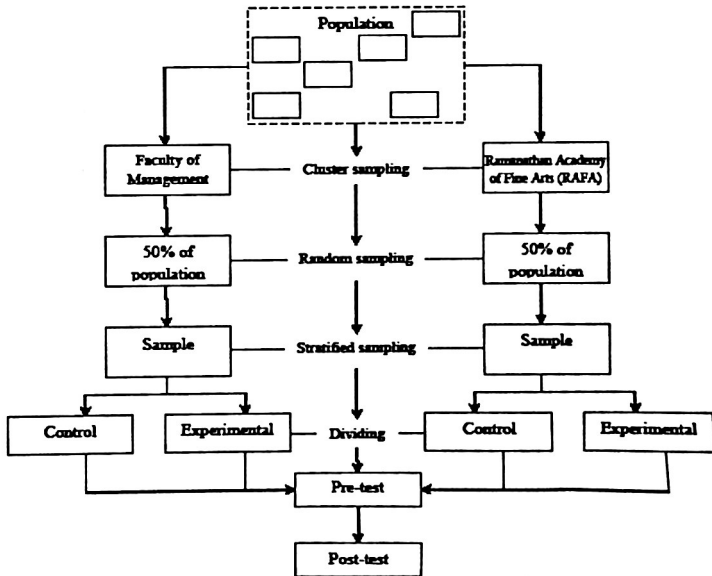 Population
Faculty of
Management
Cluster sampling
Ramanathan Academy
of Fine Arts (RAFA)
50% of
population
Random sampling
50% of
population
Sample
Stratified sampling
Sample
Control
Experimental
Dividing
Control
Experimental
Pre-test
Post-test